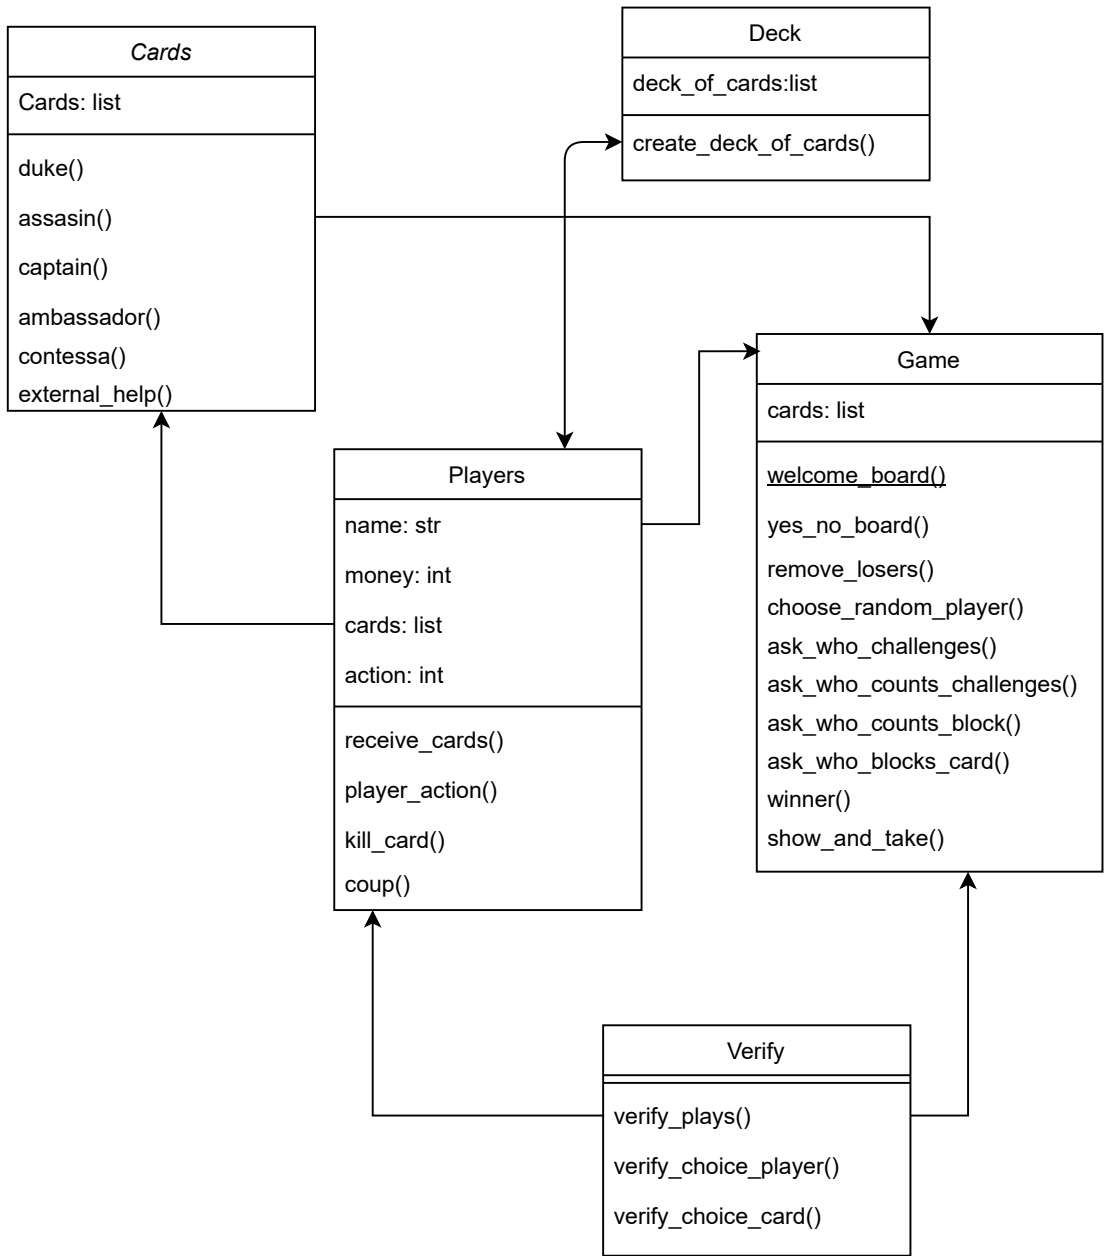 Cards
Cards: list
duke()
assasin()
captain()
ambassador()
contessa()
external_help()
Deck
deck_of_cards:list
create_deck_of_cards()
Players
name: str
money: int
cards: list
action: int
receive_cards()
player_action()
kill_card()
coup()
Game
cards: list
welcome_board()
yes_no_board()
remove_losers()
choose_random_player()
ask_who_challenges()
ask_who_counts_challenges()
ask_who_counts_block()
ask_who_blocks_card()
winner()
show_and_take()
Verify
verify_plays()
verify_choice_player()
verify_choice_card()